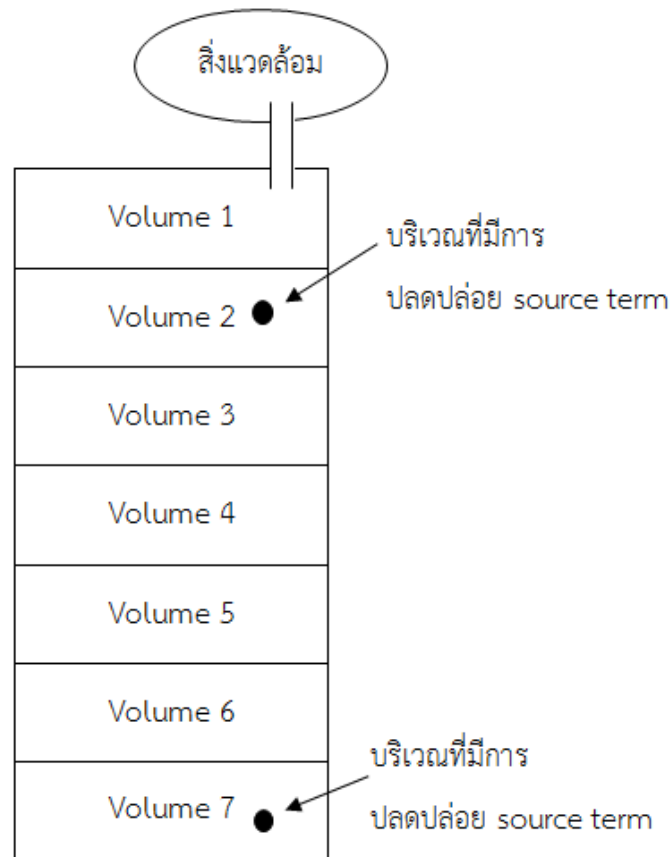 สิ่งแวดล้อม
Volume 1
บริเวณที่มีการ
ปลดปล่อย source term
Volume 2
Volume 3
Volume 4
Volume 5
Volume 6
บริเวณที่มีการ
ปลดปล่อย source term
Volume 7